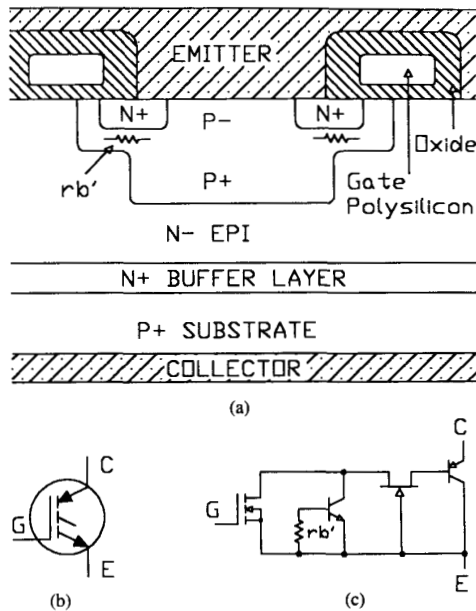 EMITTER
N+
P-
N+
rb'
P+
Oxide
Gate
Polysilicon
N- EPI
N+ BUFFER LAYER
P+ SUBSTRATE
COLLECTOR
(a)
C
G
E
(b)
C
G
rb'
E
(c)